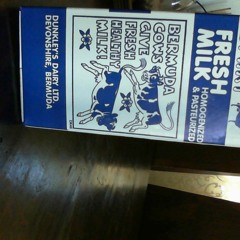 FRESH
MILK
HOMOGENIZED
& PASTEURIZED
BERMUDA
COWS
GIVE
FRESH
HEALTHY
MILK!
DUNKLEY'S DAIRY LTD.
DEVONSHIRE, BERMUDA